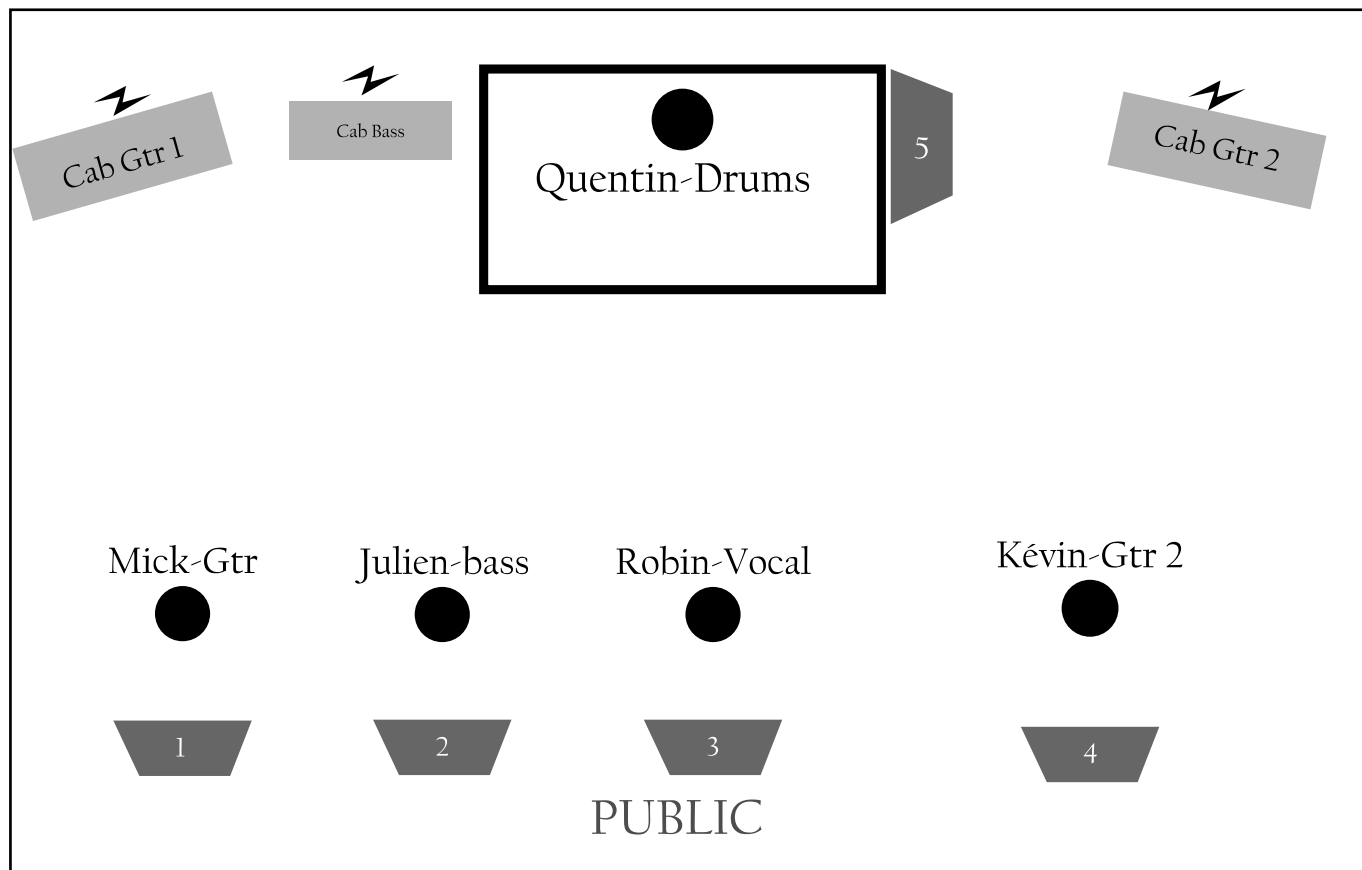 Cab Gtr 1
Cab Bass
Quentin-Drums
5
Cab Gtr 2
Mick-Gtr
Julien-bass
Robin-Vocal
Kévin-Gtr 2
1
2
3
4
PUBLIC